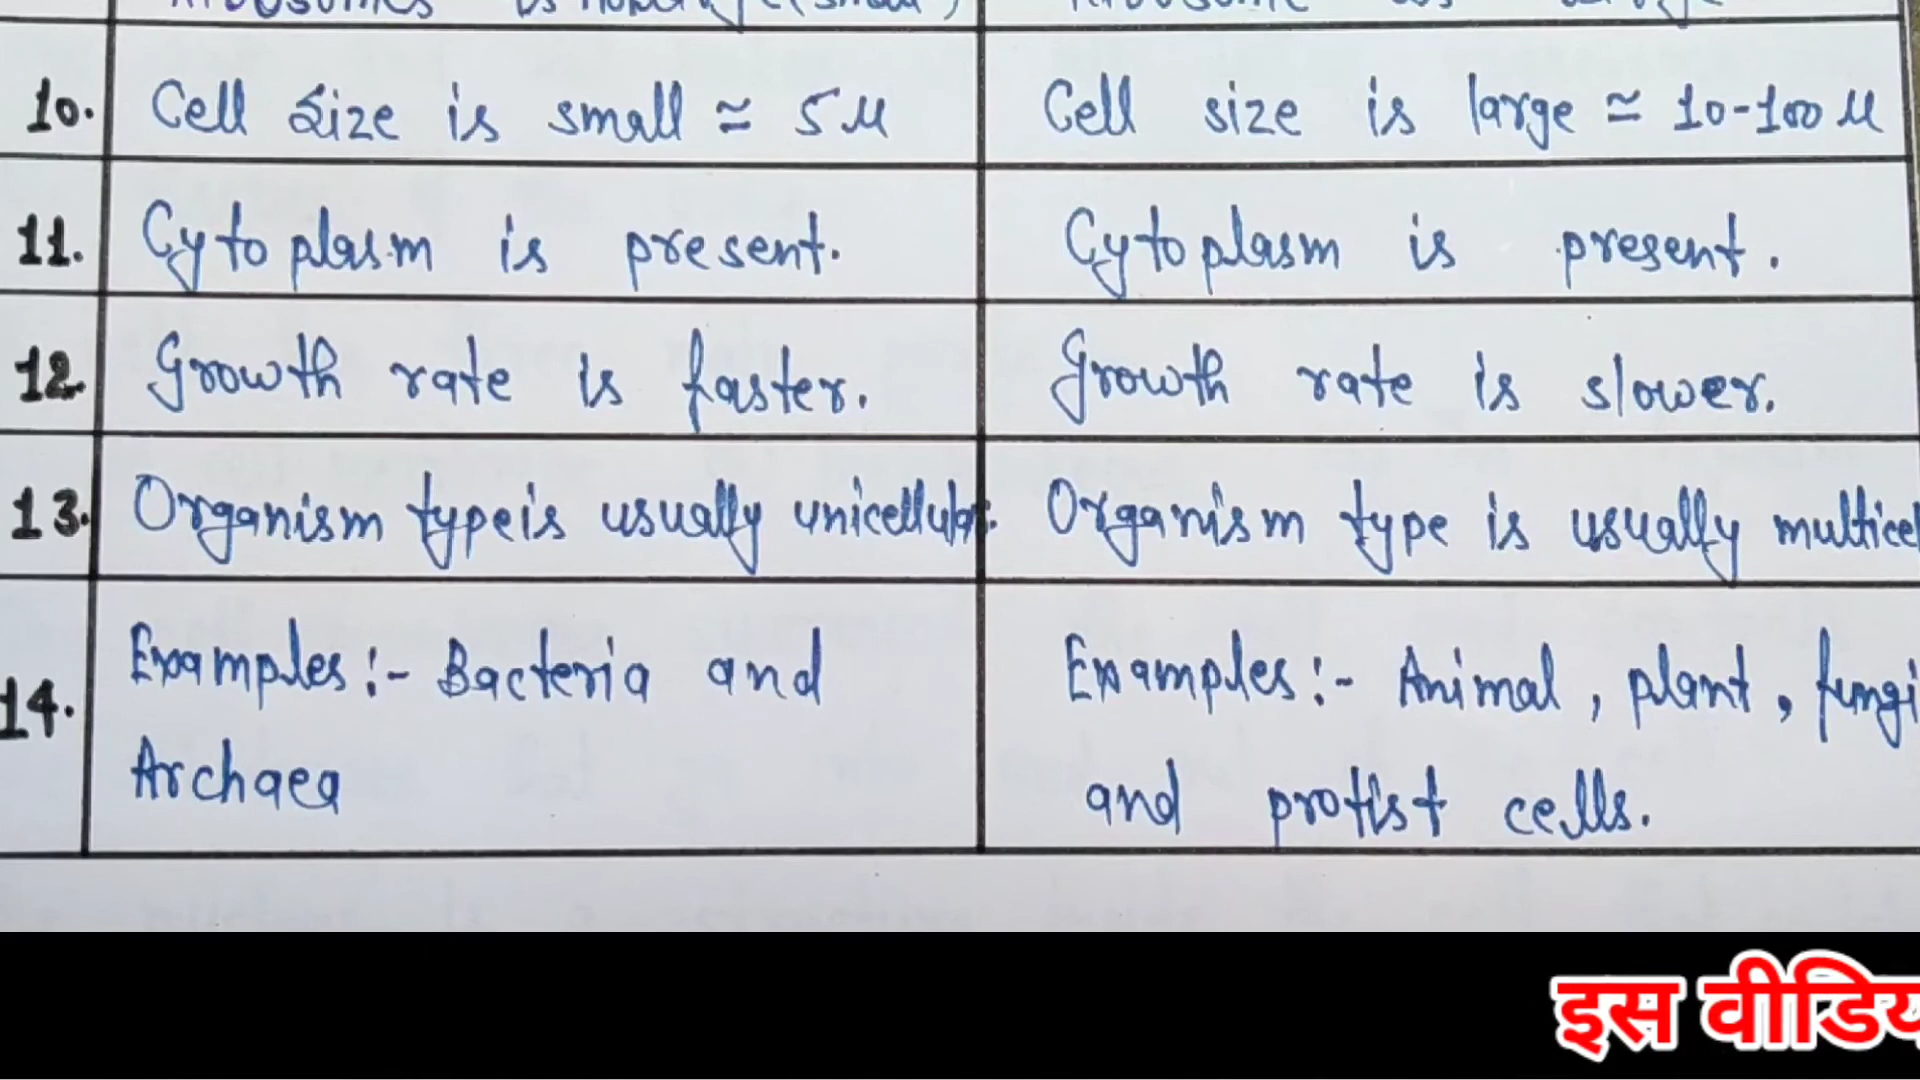 10. Cell size is small ≃ 5 µ Cell size is large ≃ 10-100 µ
11. Cytoplasm is present. Cytoplasm is present.
12. Growth rate is faster. Growth rate is slower.
13. Organism type is usually unicellular. Organism type is usually multicel
14. Examples :- Bacteria and Examples :- Animal, plant, fungi
Archaea and protist cells.
इस वीडिय